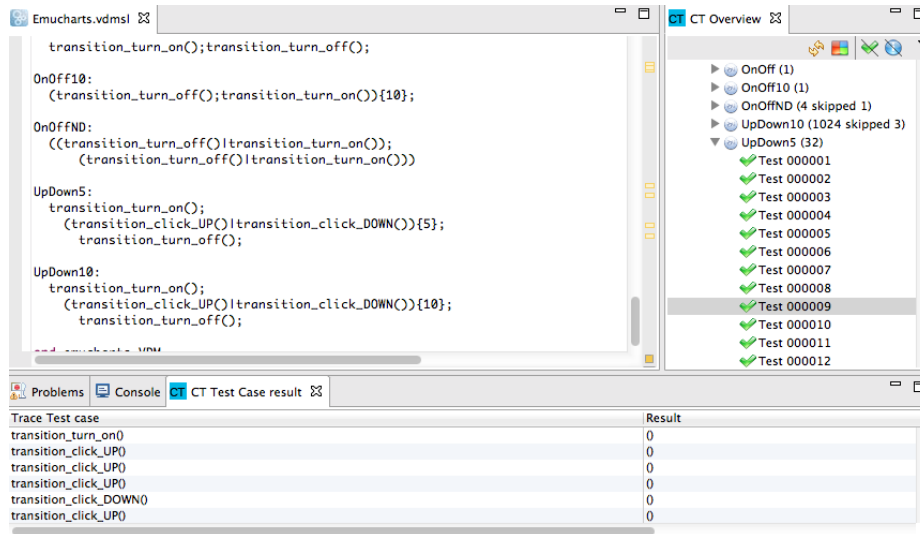 Emucharts.vdmsl
transition_turn_on();transition_turn_off();
OnOff10:
(transition_turn_off();transition_turn_on()){10};
OnOffND:
((transition_turn_off()|transition_turn_on());
(transition_turn_off()|transition_turn_on()))
UpDown5:
transition_turn_on();
(transition_click_UP()|transition_click_DOWN()){5};
transition_turn_off();
UpDown10:
transition_turn_on();
(transition_click_UP()|transition_click_DOWN()){10};
transition_turn_off();
end emucharts_VDM
CT CT Overview
OnOff (1)
OnOff10 (1)
OnOffND (4 skipped 1)
UpDown10 (1024 skipped 3)
UpDown5 (32)
Test 000001
Test 000002
Test 000003
Test 000004
Test 000005
Test 000006
Test 000007
Test 000008
Test 000009
Test 000010
Test 000011
Test 000012
Problems Console CT CT Test Case result
Trace Test case Result
transition_turn_on() ()
transition_click_UP() ()
transition_click_UP() ()
transition_click_UP() ()
transition_click_DOWN() ()
transition_click_UP() ()